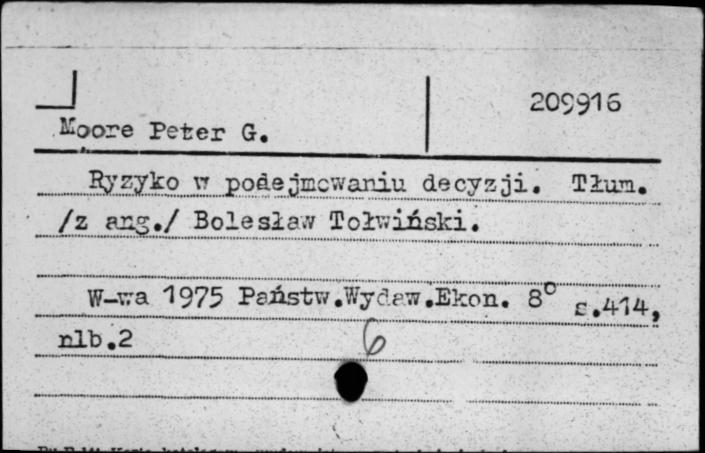 209916
Moore Peter G.
Ryzyko w podejmowaniu decyzji. Tłum.
/z ang./ Bolesław Tołwiński.
W-wa 1975 Państw.Wydaw.Ekon. 8° s.414,
nlb.2
6